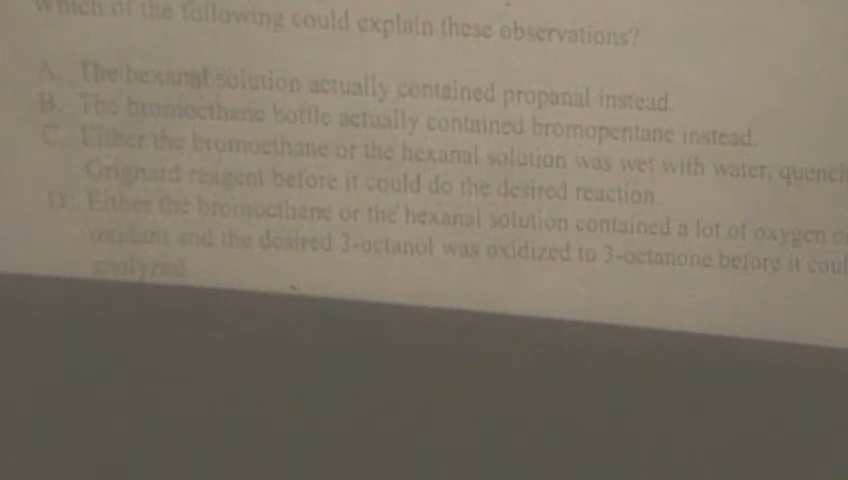 Which of the following could explain these observations?
A. The hexanal solution actually contained propanal instead.
B. The bromoethane bottle actually contained bromopentane instead.
C. Either the bromoethane or the hexanal solution was wet with water, quench
Grignard reagent before it could do the desired reaction.
D. Either the bromoethane or the hexanal solution contained a lot of oxygen o
oxidant and the desired 3-octanol was oxidized to 3-octanone before it coul
analyzed.